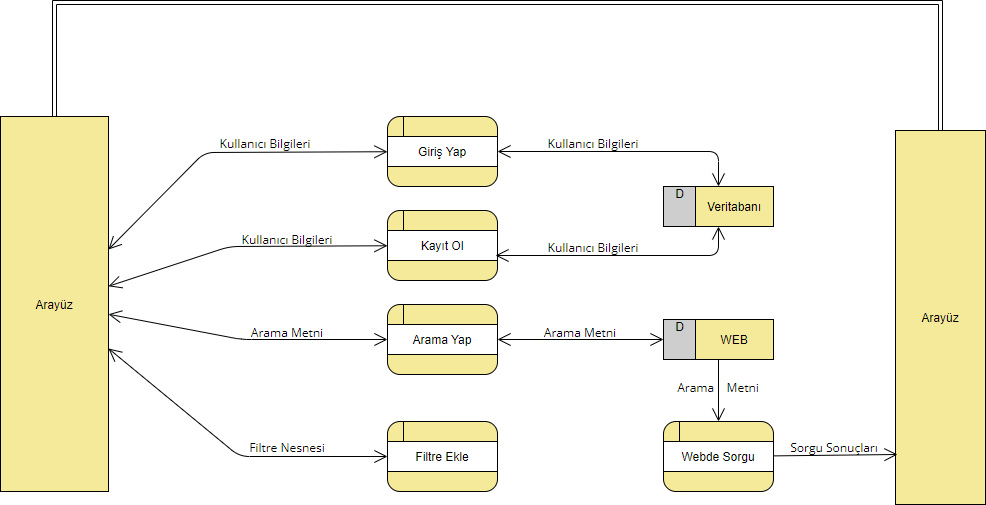 Kullanıcı Bilgileri
Giriş Yap
Kullanıcı Bilgileri
D
Veritabanı
Kullanıcı Bilgileri
Kayıt Ol
Kullanıcı Bilgileri
Arayüz
Arayüz
Arama Metni
Arama Yap
Arama Metni
D
WEB
Arama Metni
Filtre Nesnesi
Filtre Ekle
Webde Sorgu
Sorgu Sonuçları